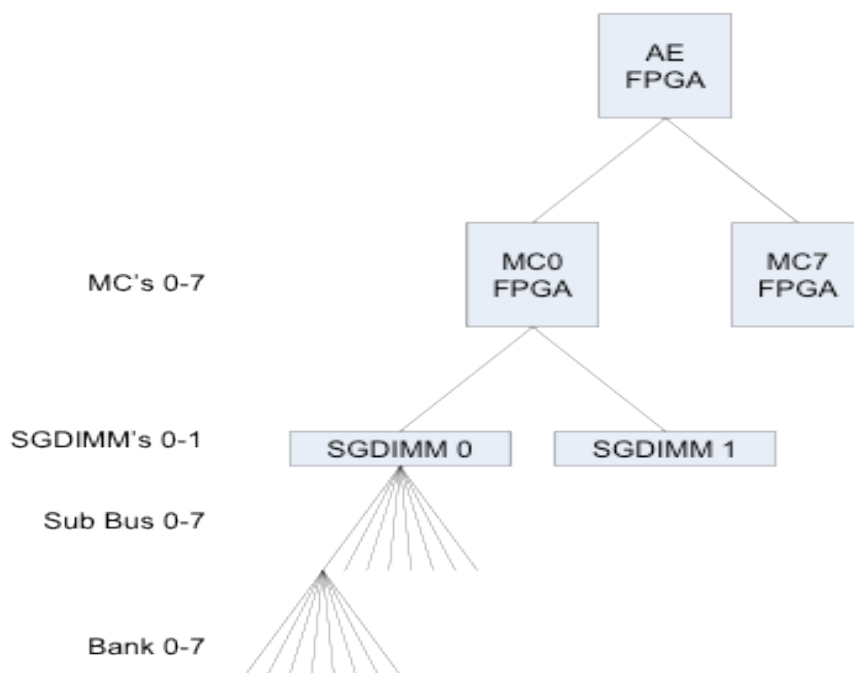 AE
FPGA
MC's 0-7
MC0
FPGA
MC7
FPGA
SGDIMM's 0-1
SGDIMM 0
SGDIMM 1
Sub Bus 0-7
Bank 0-7